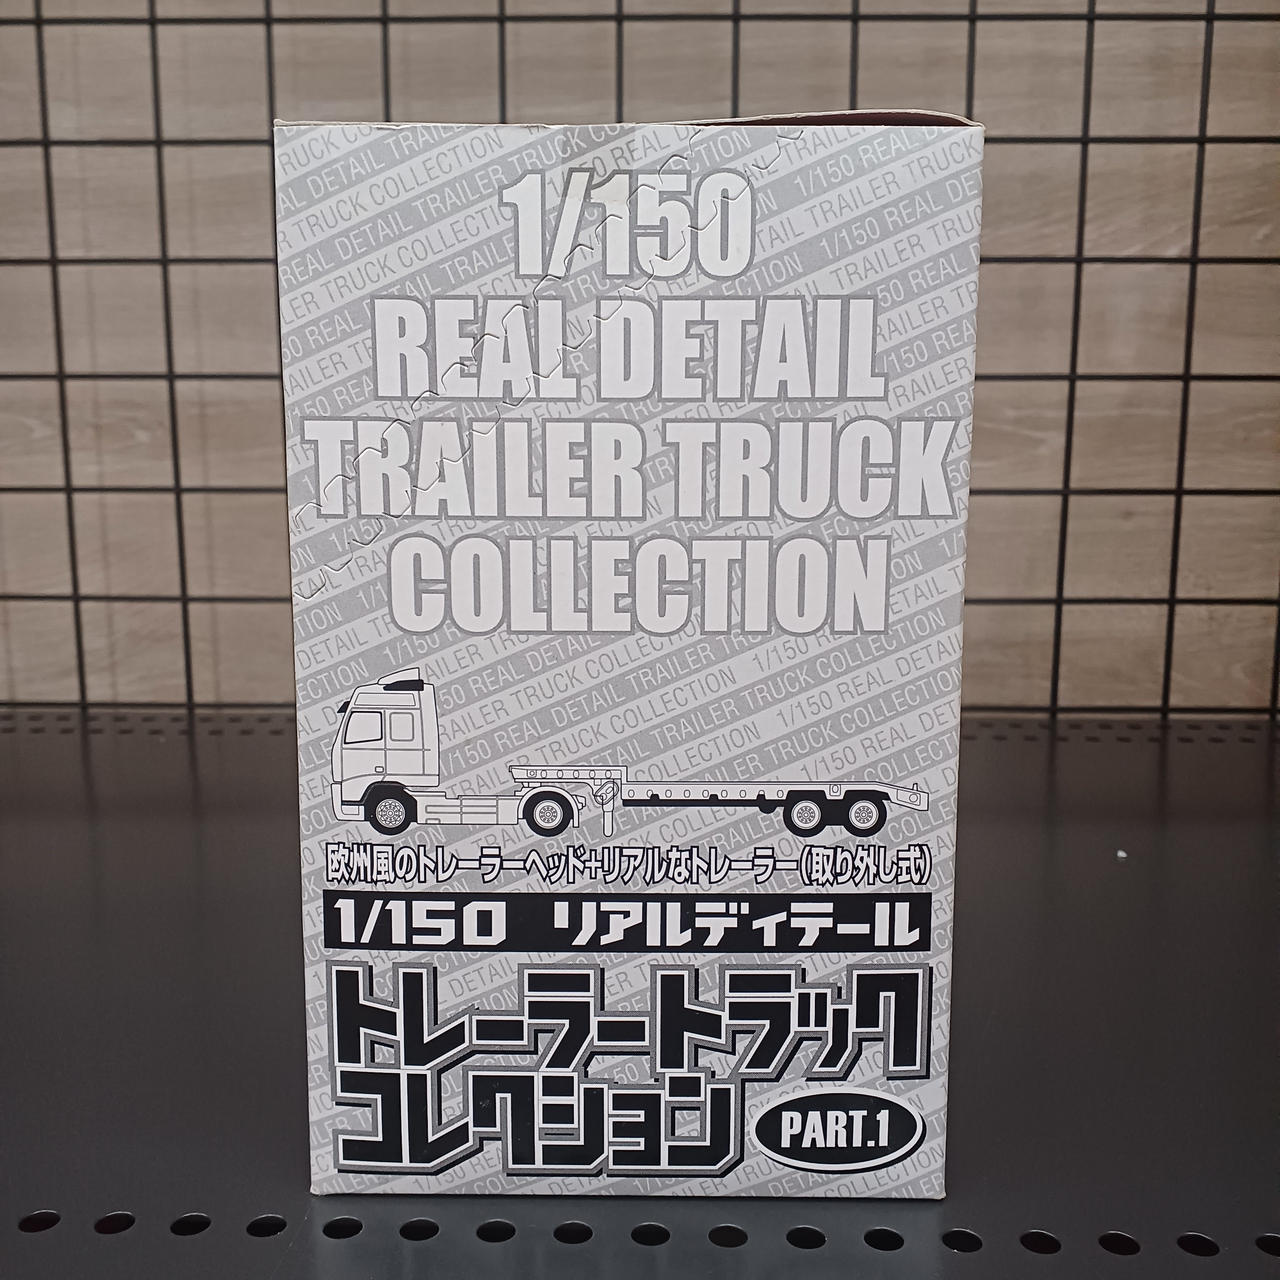 1/150
REAL DETAIL
TRAILER TRUCK
COLLECTION
欧州風のトレーラーヘッド+リアルなトレーラー(取り外し式)
1/150 リアルディテール
トレーラートラック
コレクション
PART.1